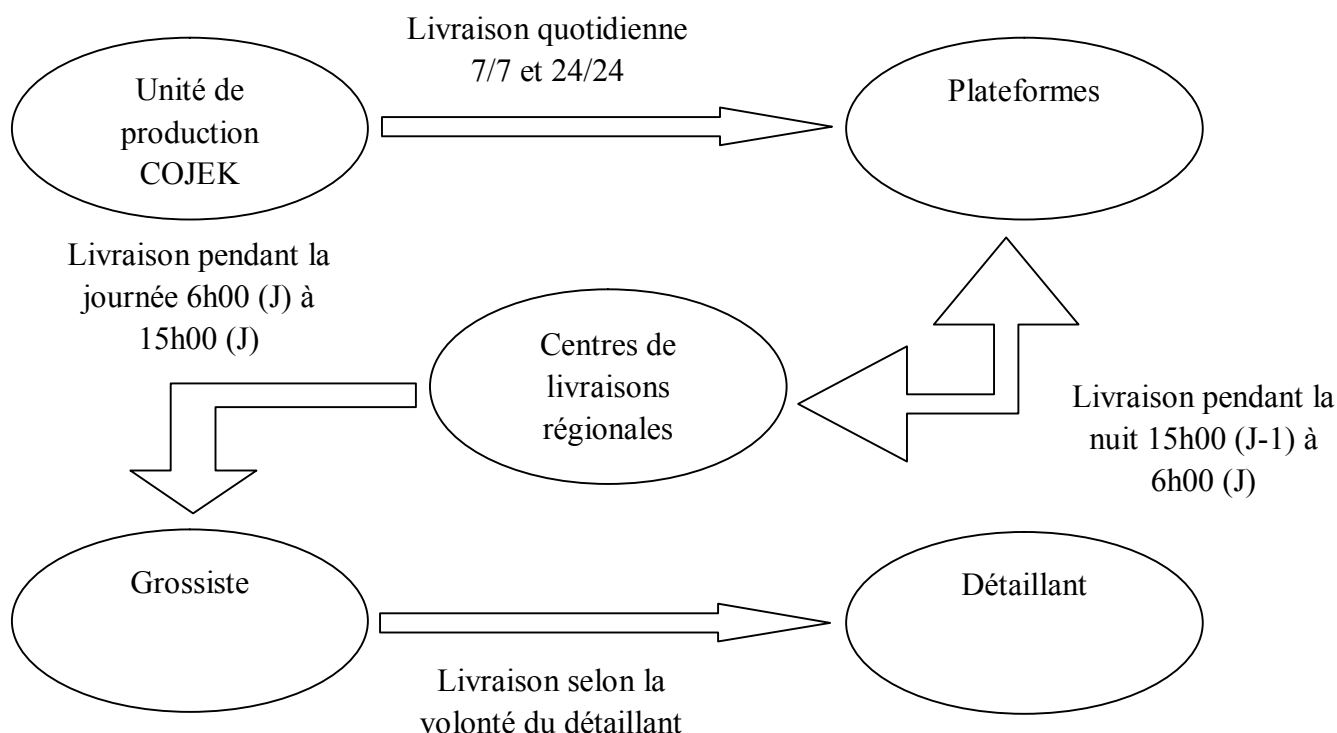 Livraison quotidienne
7/7 et 24/24
Unité de
production
COJEK
Plateformes
Livraison pendant la
journée 6h00 (J) à
15h00 (J)
Centres de
livraisons
régionales
Livraison pendant la
nuit 15h00 (J-1) à
6h00 (J)
Grossiste
Détaillant
Livraison selon la
volonté du détaillant